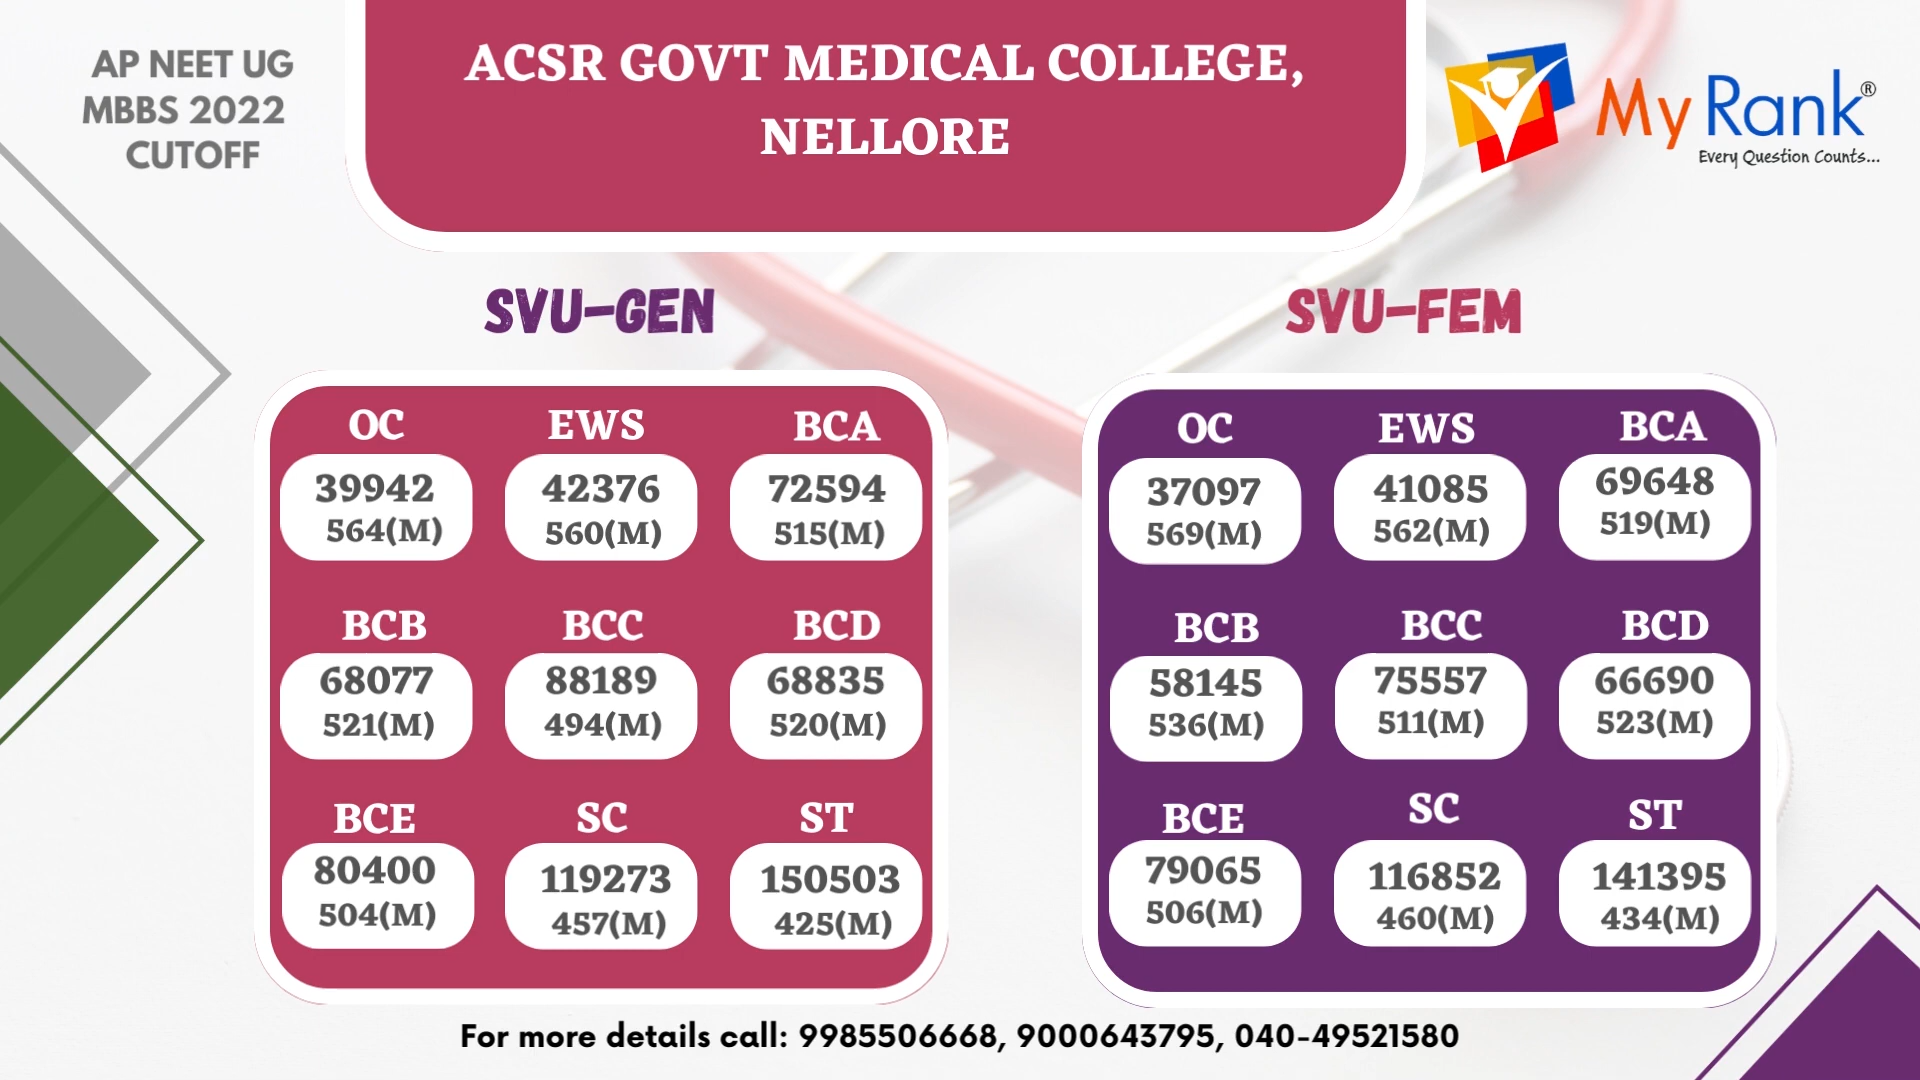 AP NEET UG
MBBS 2022
CUTOFF
ACSR GOVT MEDICAL COLLEGE,
NELLORE
My Rank®
Every Question Counts...
SVU-GEN
OC EWS BCA
39942 42376 72594
564(M) 560(M) 515(M)
BCB BCC BCD
68077 88189 68835
521(M) 494(M) 520(M)
BCE SC ST
80400 119273 150503
504(M) 457(M) 425(M)
SVU-FEM
OC EWS BCA
37097 41085 69648
569(M) 562(M) 519(M)
BCB BCC BCD
58145 75557 66690
536(M) 511(M) 523(M)
BCE SC ST
79065 116852 141395
506(M) 460(M) 434(M)
For more details call: 9985506668, 9000643795, 040-49521580